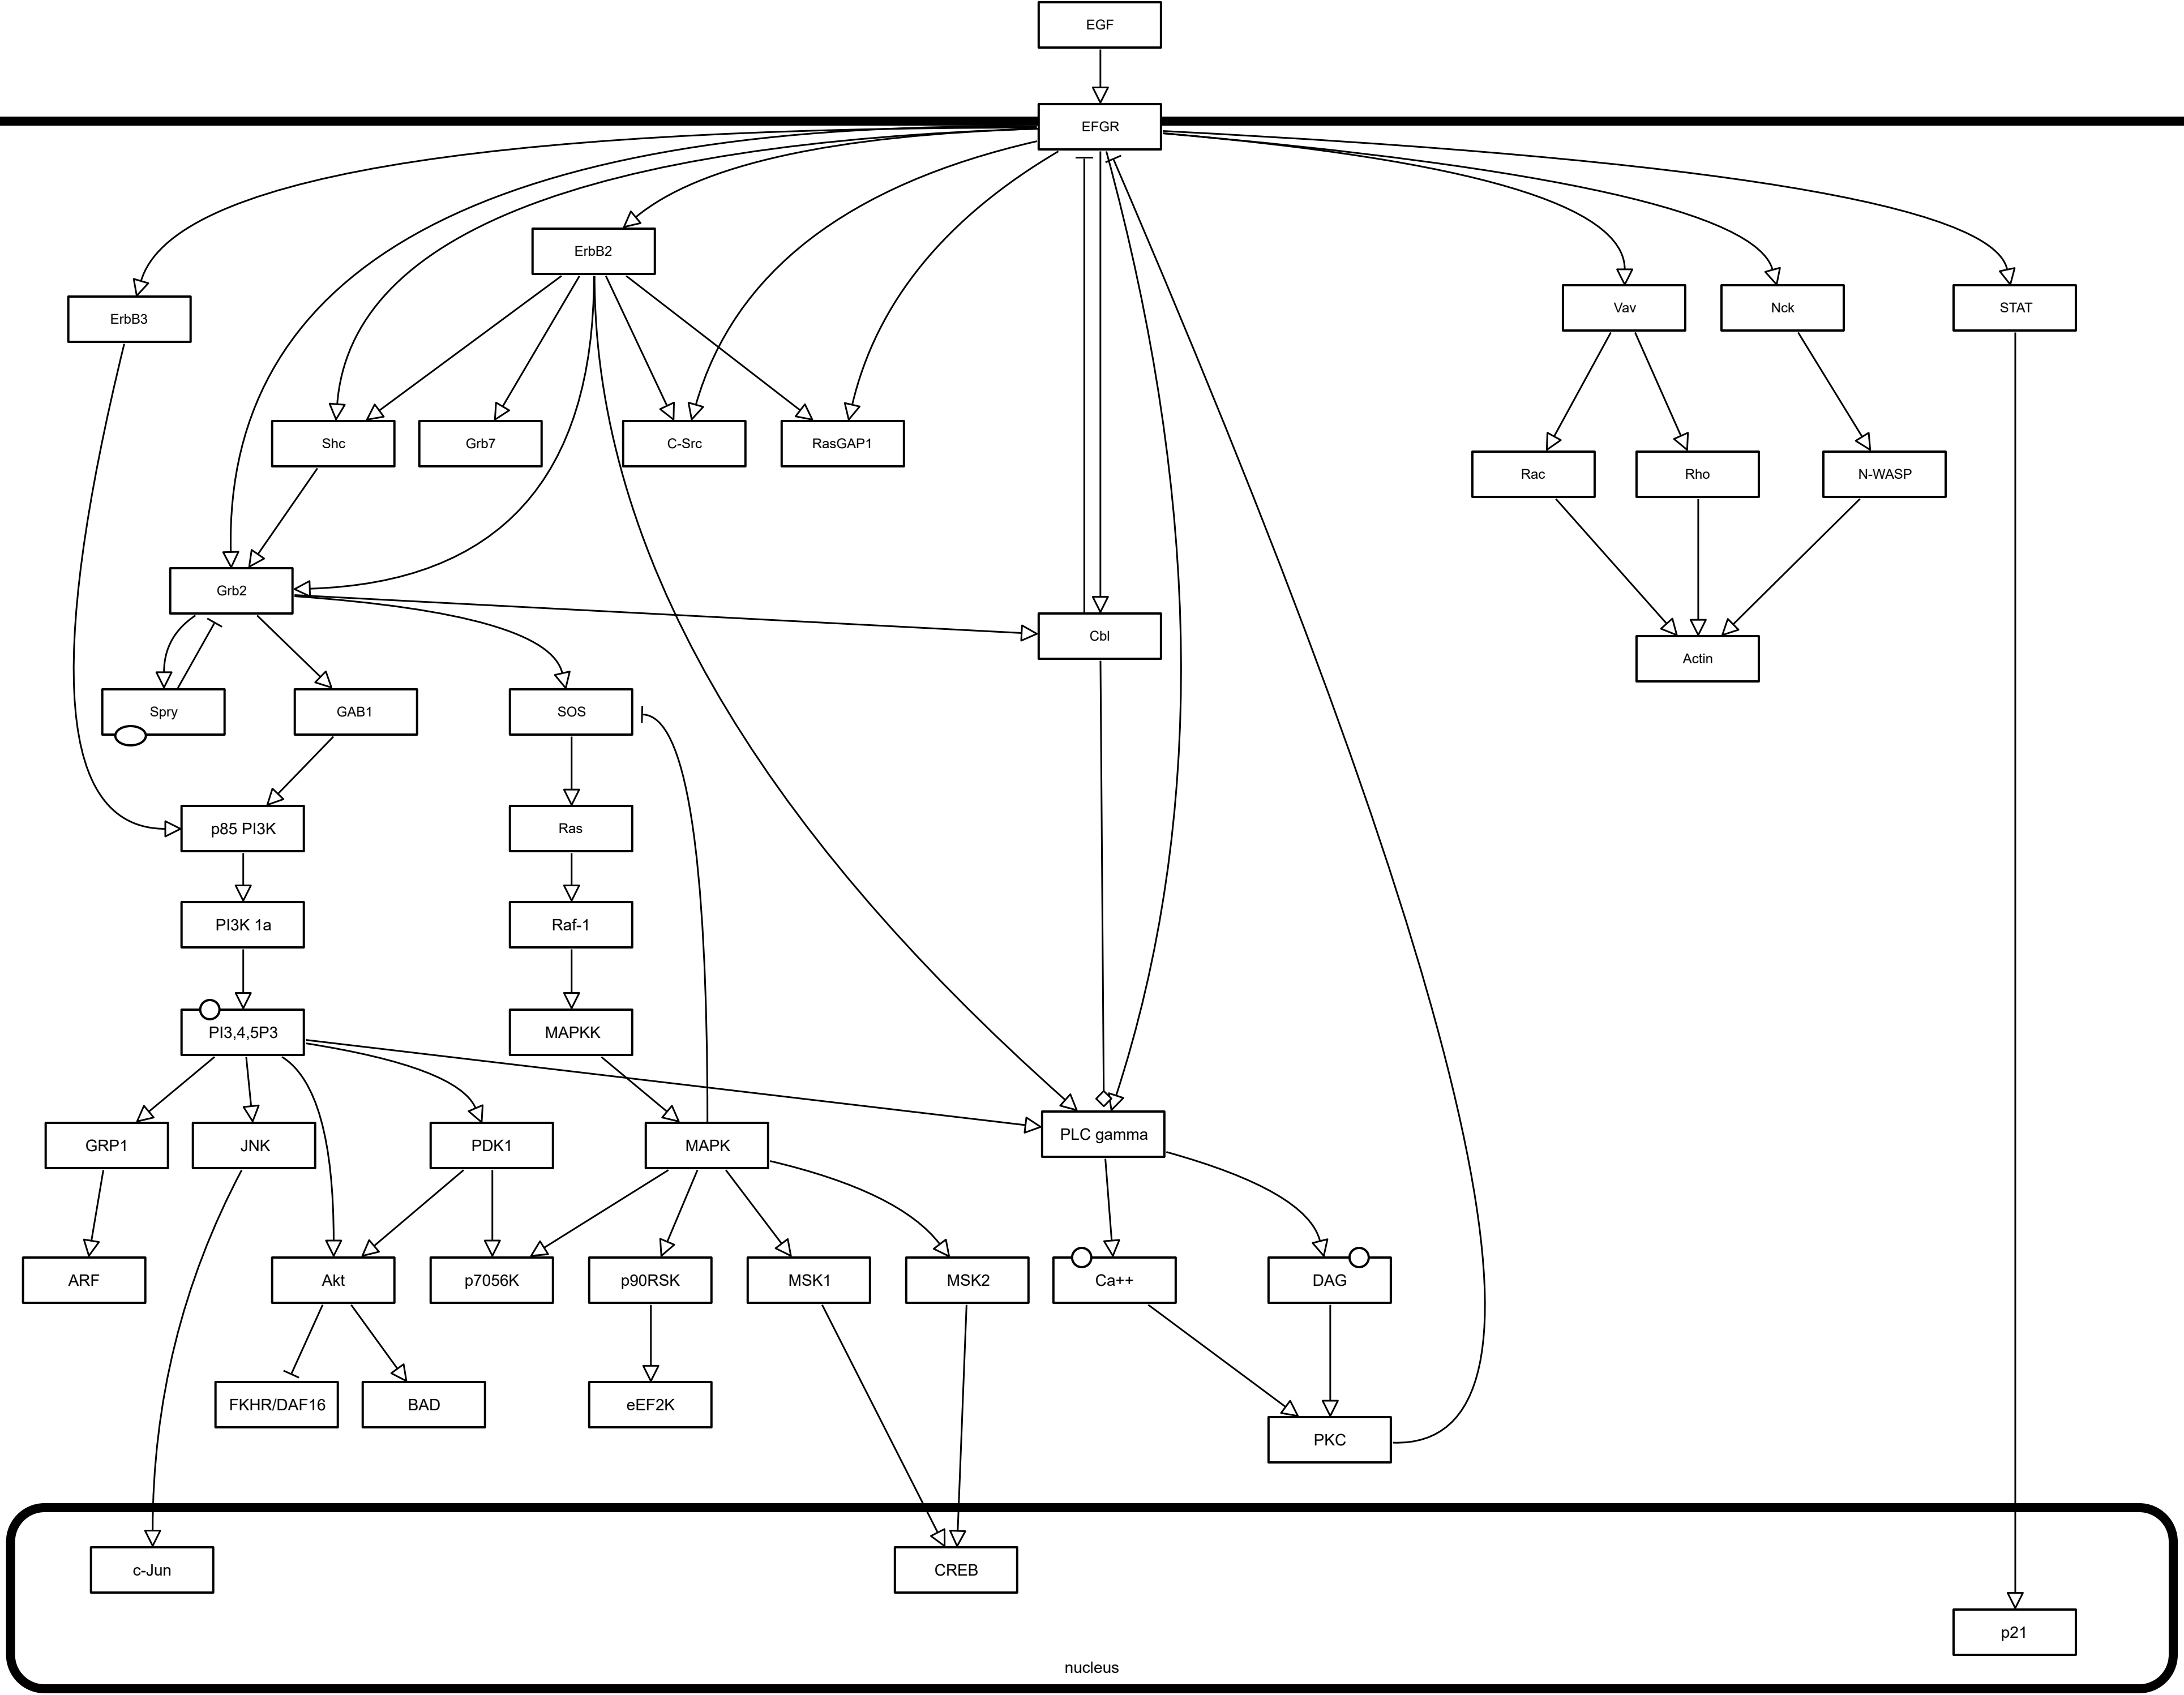 EGF
EFGR
ErbB2
ErbB3
Vav
Nck
STAT
Shc
Grb7
C-Src
RasGAP1
Rac
Rho
N-WASP
Grb2
Cbl
Actin
Spry
GAB1
SOS
p85 PI3K
Ras
PI3K 1a
Raf-1
PI3,4,5P3
MAPKK
PLC gamma
GRP1
JNK
PDK1
MAPK
ARF
Akt
p7056K
p90RSK
MSK1
MSK2
Ca++
DAG
FKHR/DAF16
BAD
eEF2K
PKC
c-Jun
CREB
p21
nucleus